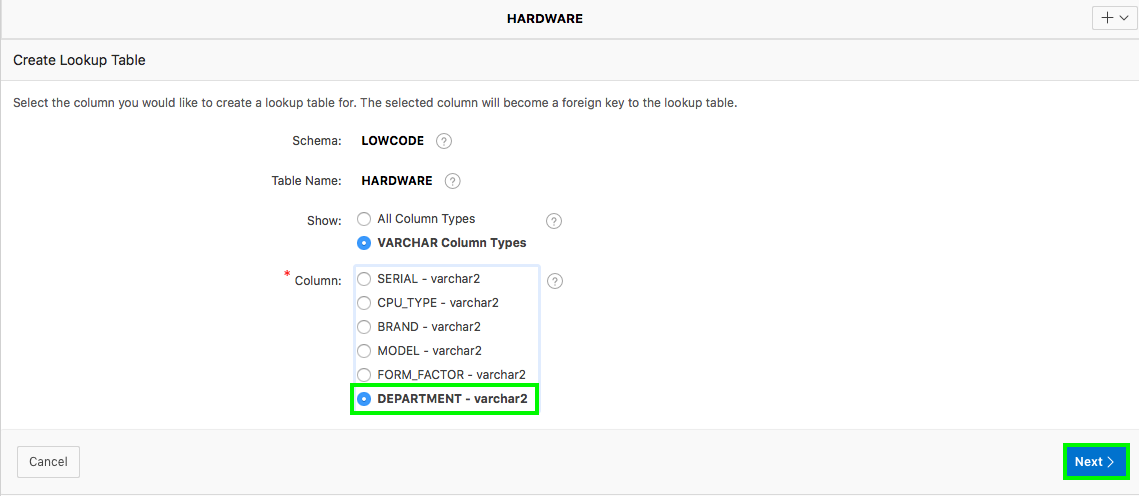 HARDWARE
Create Lookup Table
Select the column you would like to create a lookup table for. The selected column will become a foreign key to the lookup table.
Schema: LOWCODE ?
Table Name: HARDWARE ?
Show: All Column Types ?
VARCHAR Column Types
* Column: SERIAL - varchar2 ?
CPU_TYPE - varchar2
BRAND - varchar2
MODEL - varchar2
FORM_FACTOR - varchar2
DEPARTMENT - varchar2
Cancel Next >